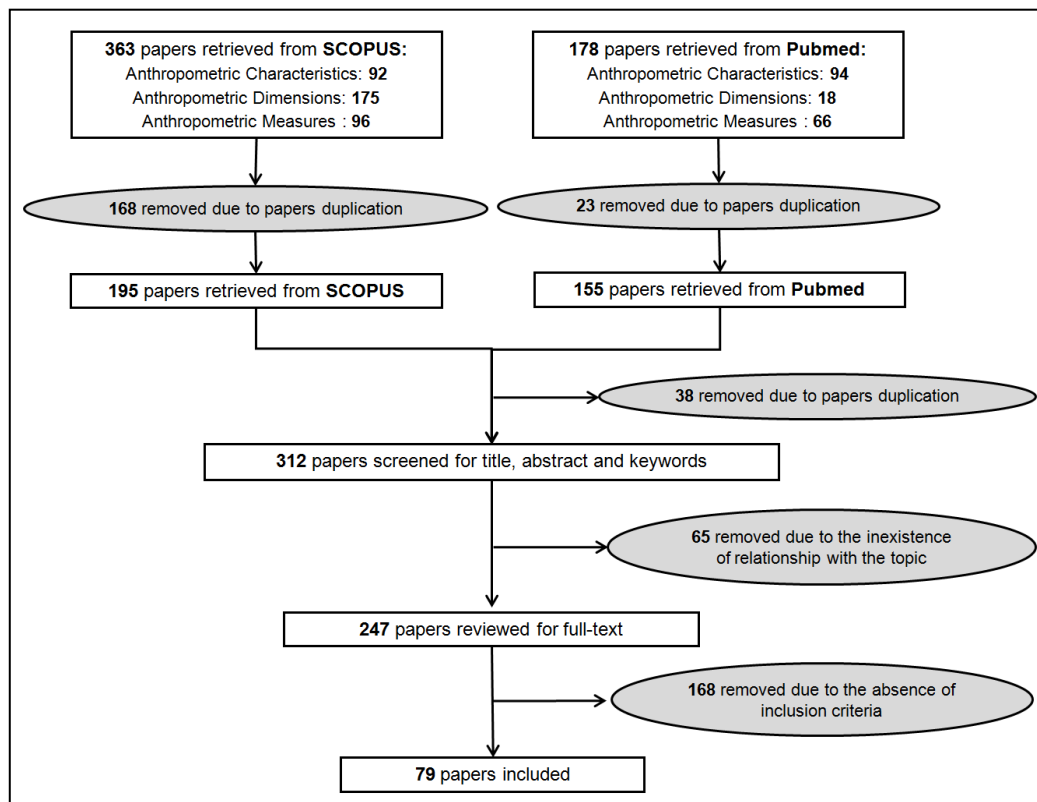 363 papers retrieved from SCOPUS:
Anthropometric Characteristics: 92
Anthropometric Dimensions: 175
Anthropometric Measures : 96
178 papers retrieved from Pubmed:
Anthropometric Characteristics: 94
Anthropometric Dimensions: 18
Anthropometric Measures : 66
168 removed due to papers duplication
23 removed due to papers duplication
195 papers retrieved from SCOPUS
155 papers retrieved from Pubmed
38 removed due to papers duplication
312 papers screened for title, abstract and keywords
65 removed due to the inexistence
of relationship with the topic
247 papers reviewed for full-text
168 removed due to the absence of
inclusion criteria
79 papers included